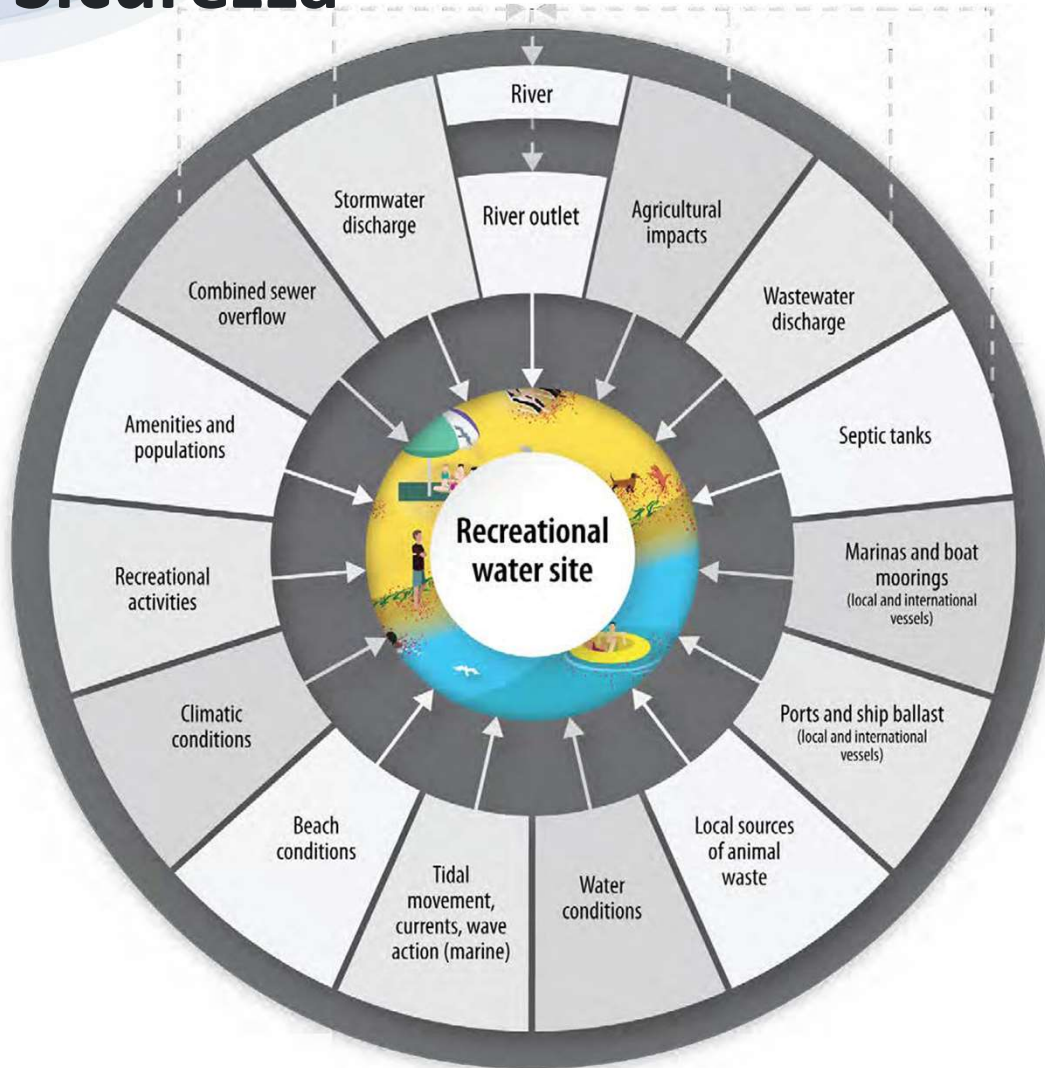 Sicurezza
River
River outlet
Agricultural
impacts
Wastewater
discharge
Septic tanks
Marinas and boat
moorings
(local and international
vessels)
Ports and ship ballast
(local and international
vessels)
Local sources
of animal
waste
Water
conditions
Tidal
movement,
currents, wave
action (marine)
Beach
conditions
Climatic
conditions
Recreational
activities
Amenities and
populations
Combined sewer
overflow
Stormwater
discharge
Recreational
water site